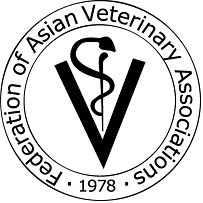 Federation of Asian Veterinary Associations
· 1978 ·
V